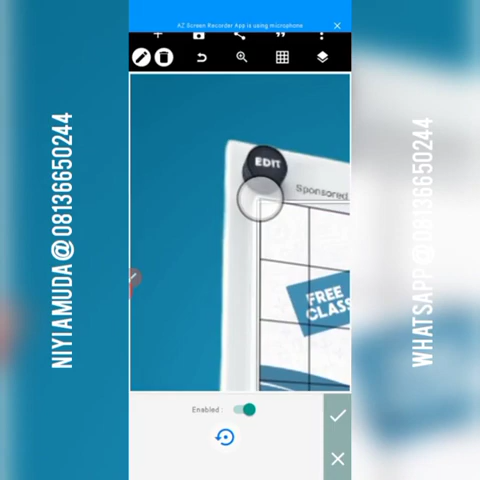 AZ Screen Recorder App is using microphone
EDIT
Sponsored
FREE
CLASS
Enabled :
NIYIAMUDA@08136650244
WHATSAPP@08136650244